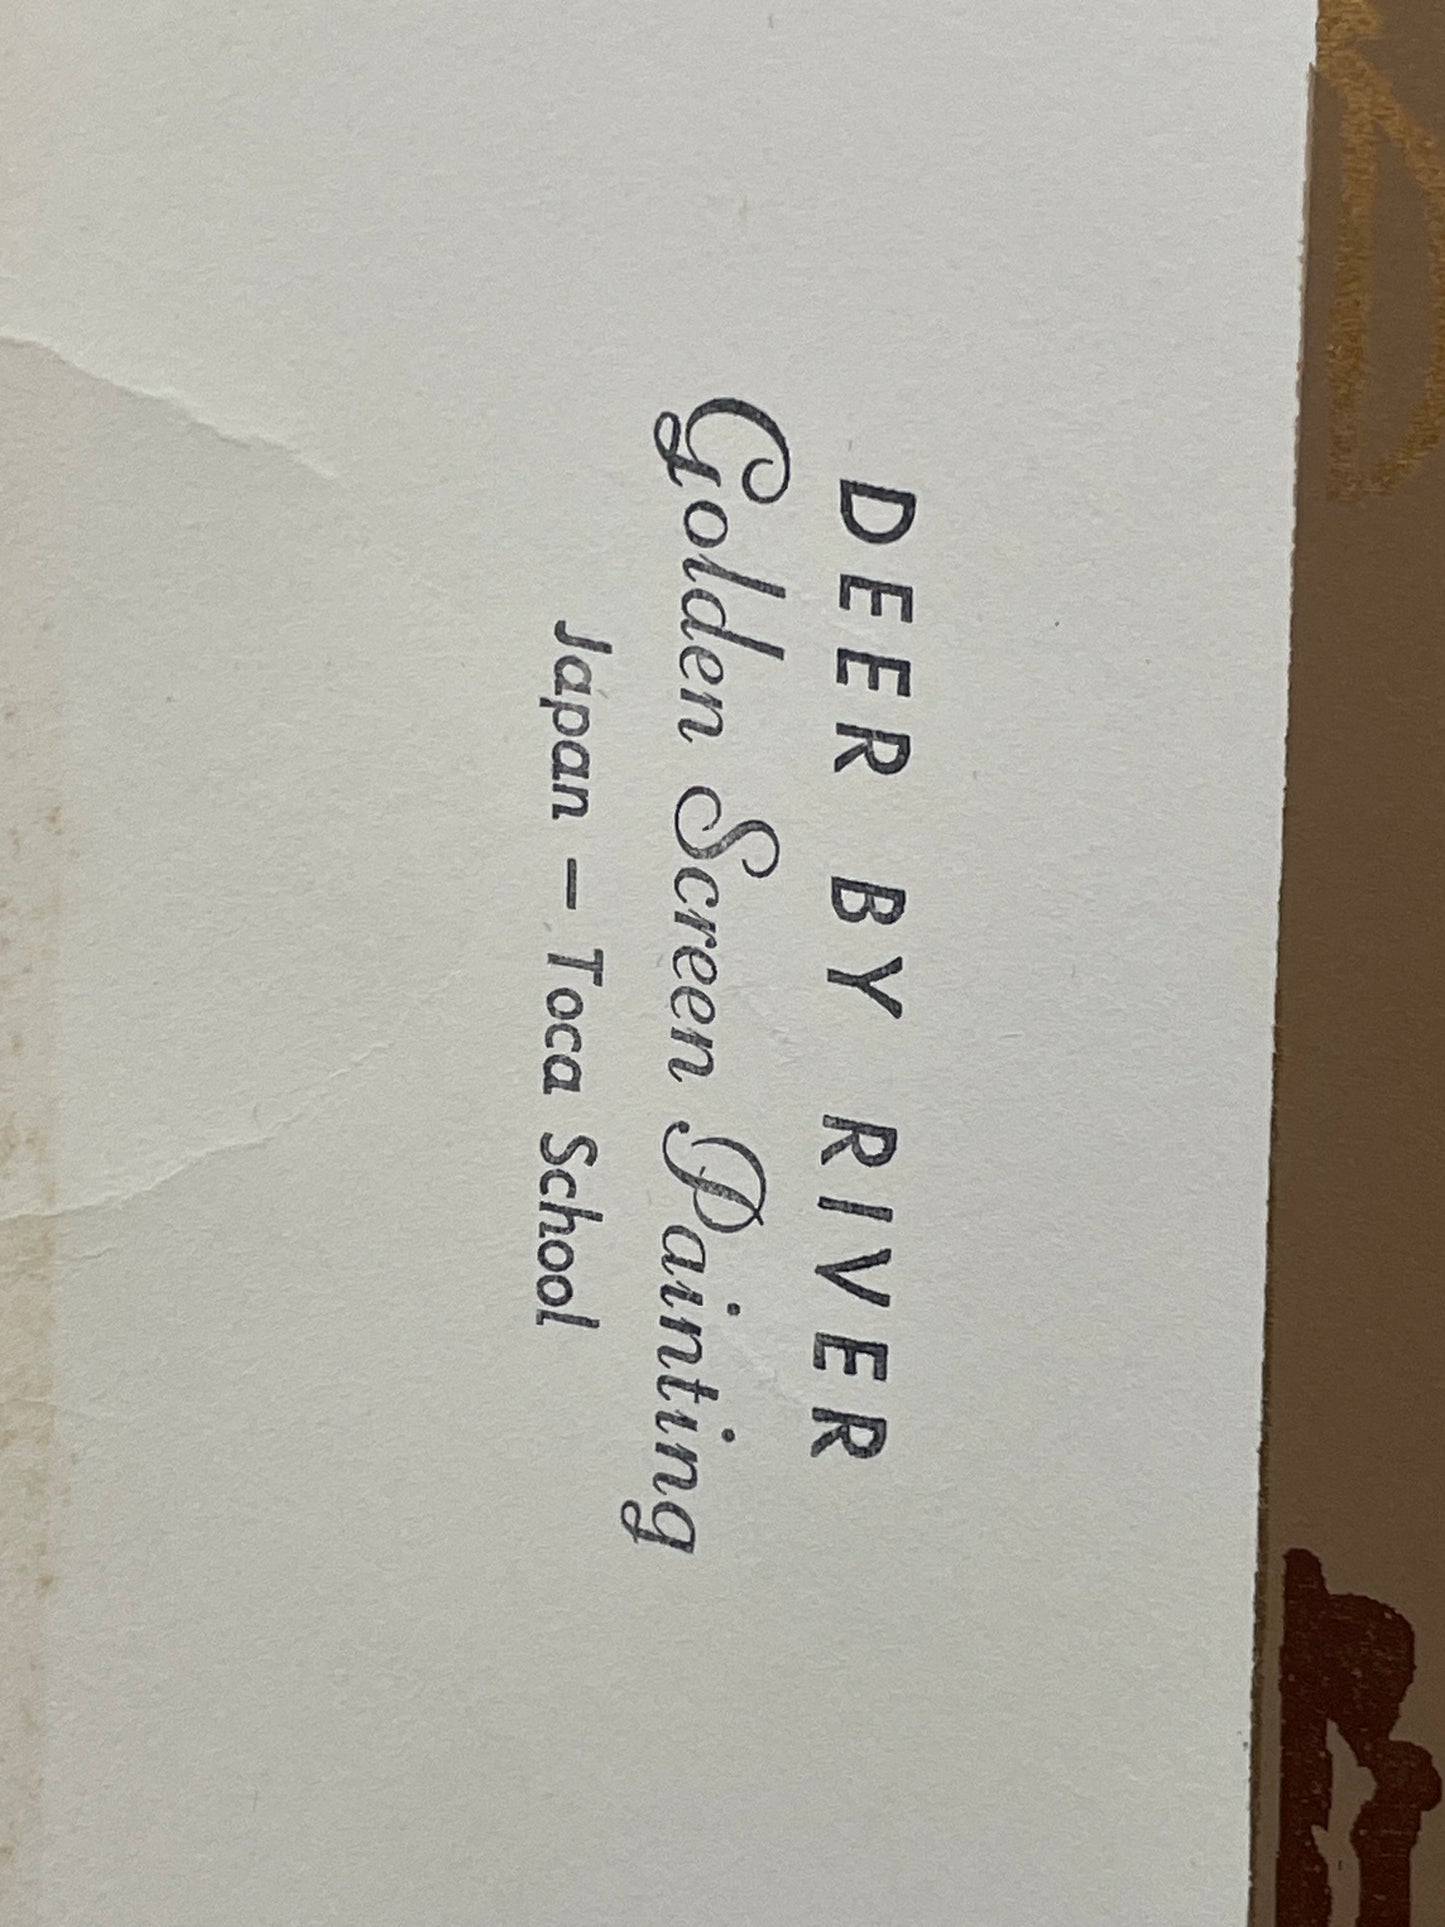 DEER BY RIVER
Golden Screen Painting
Japan — Toca School